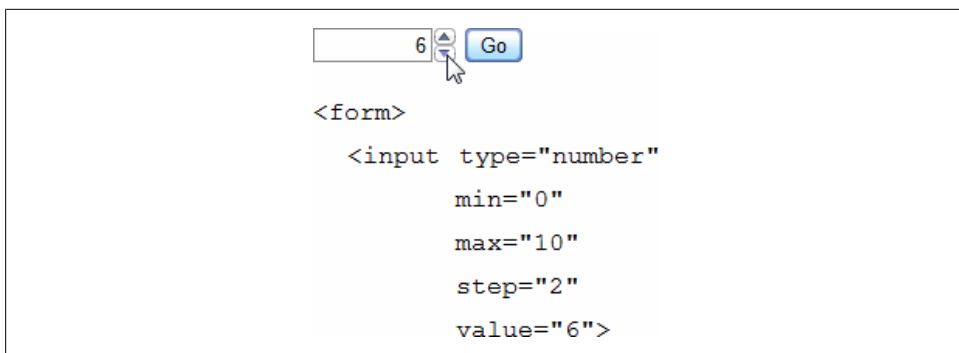 6 Go
<form>
<input type="number"
min="0"
max="10"
step="2"
value="6">